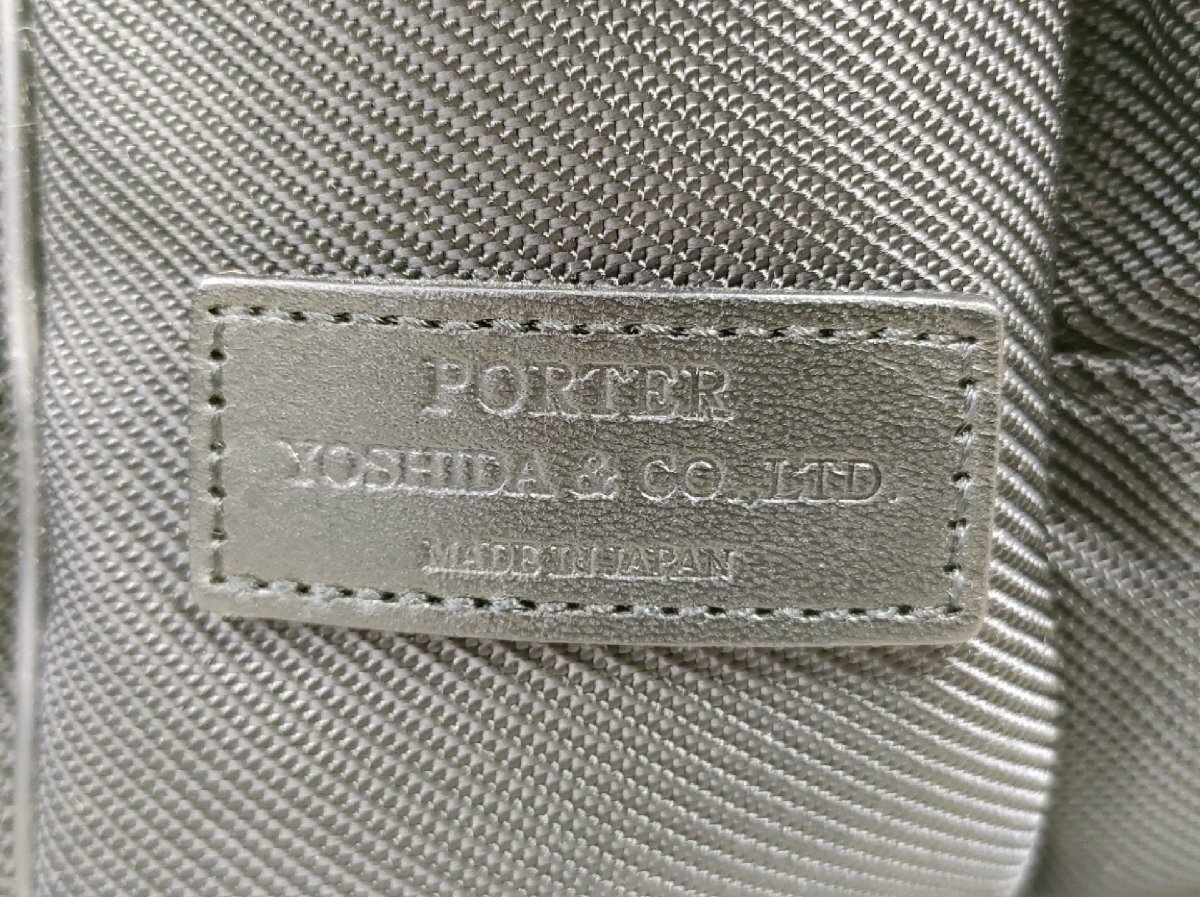 PORTER
YOSHIDA & CO., LTD.
MADE IN JAPAN